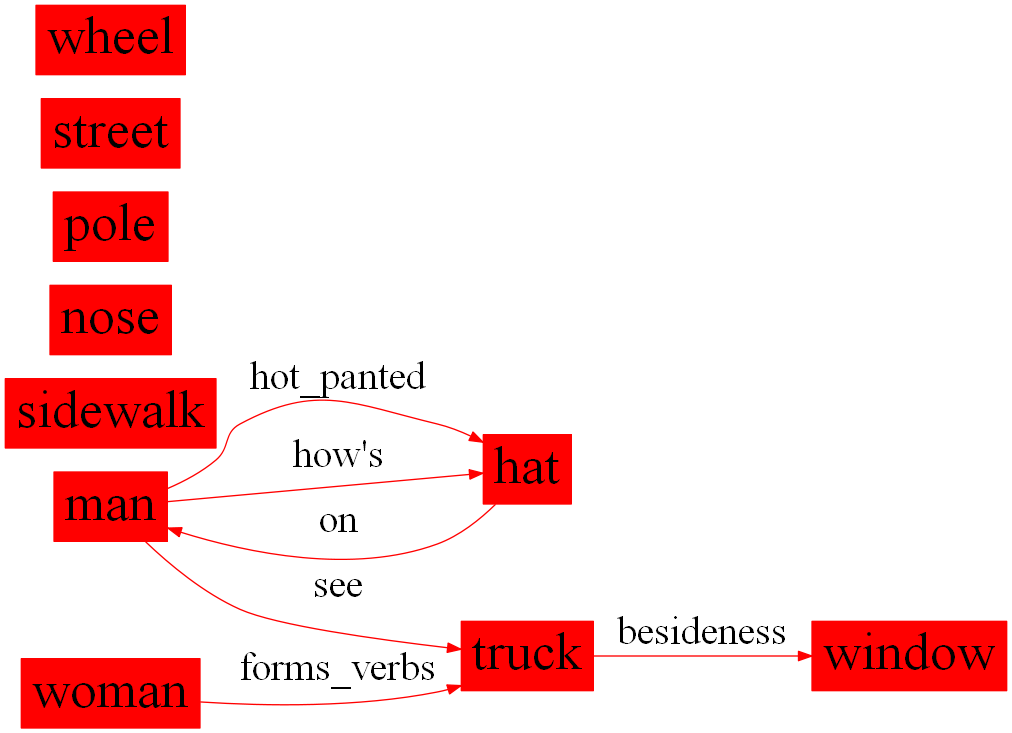 wheel
street
pole
nose
sidewalk
hot_panted
how's
hat
man
on
see
truck
besideness
window
forms_verbs
woman